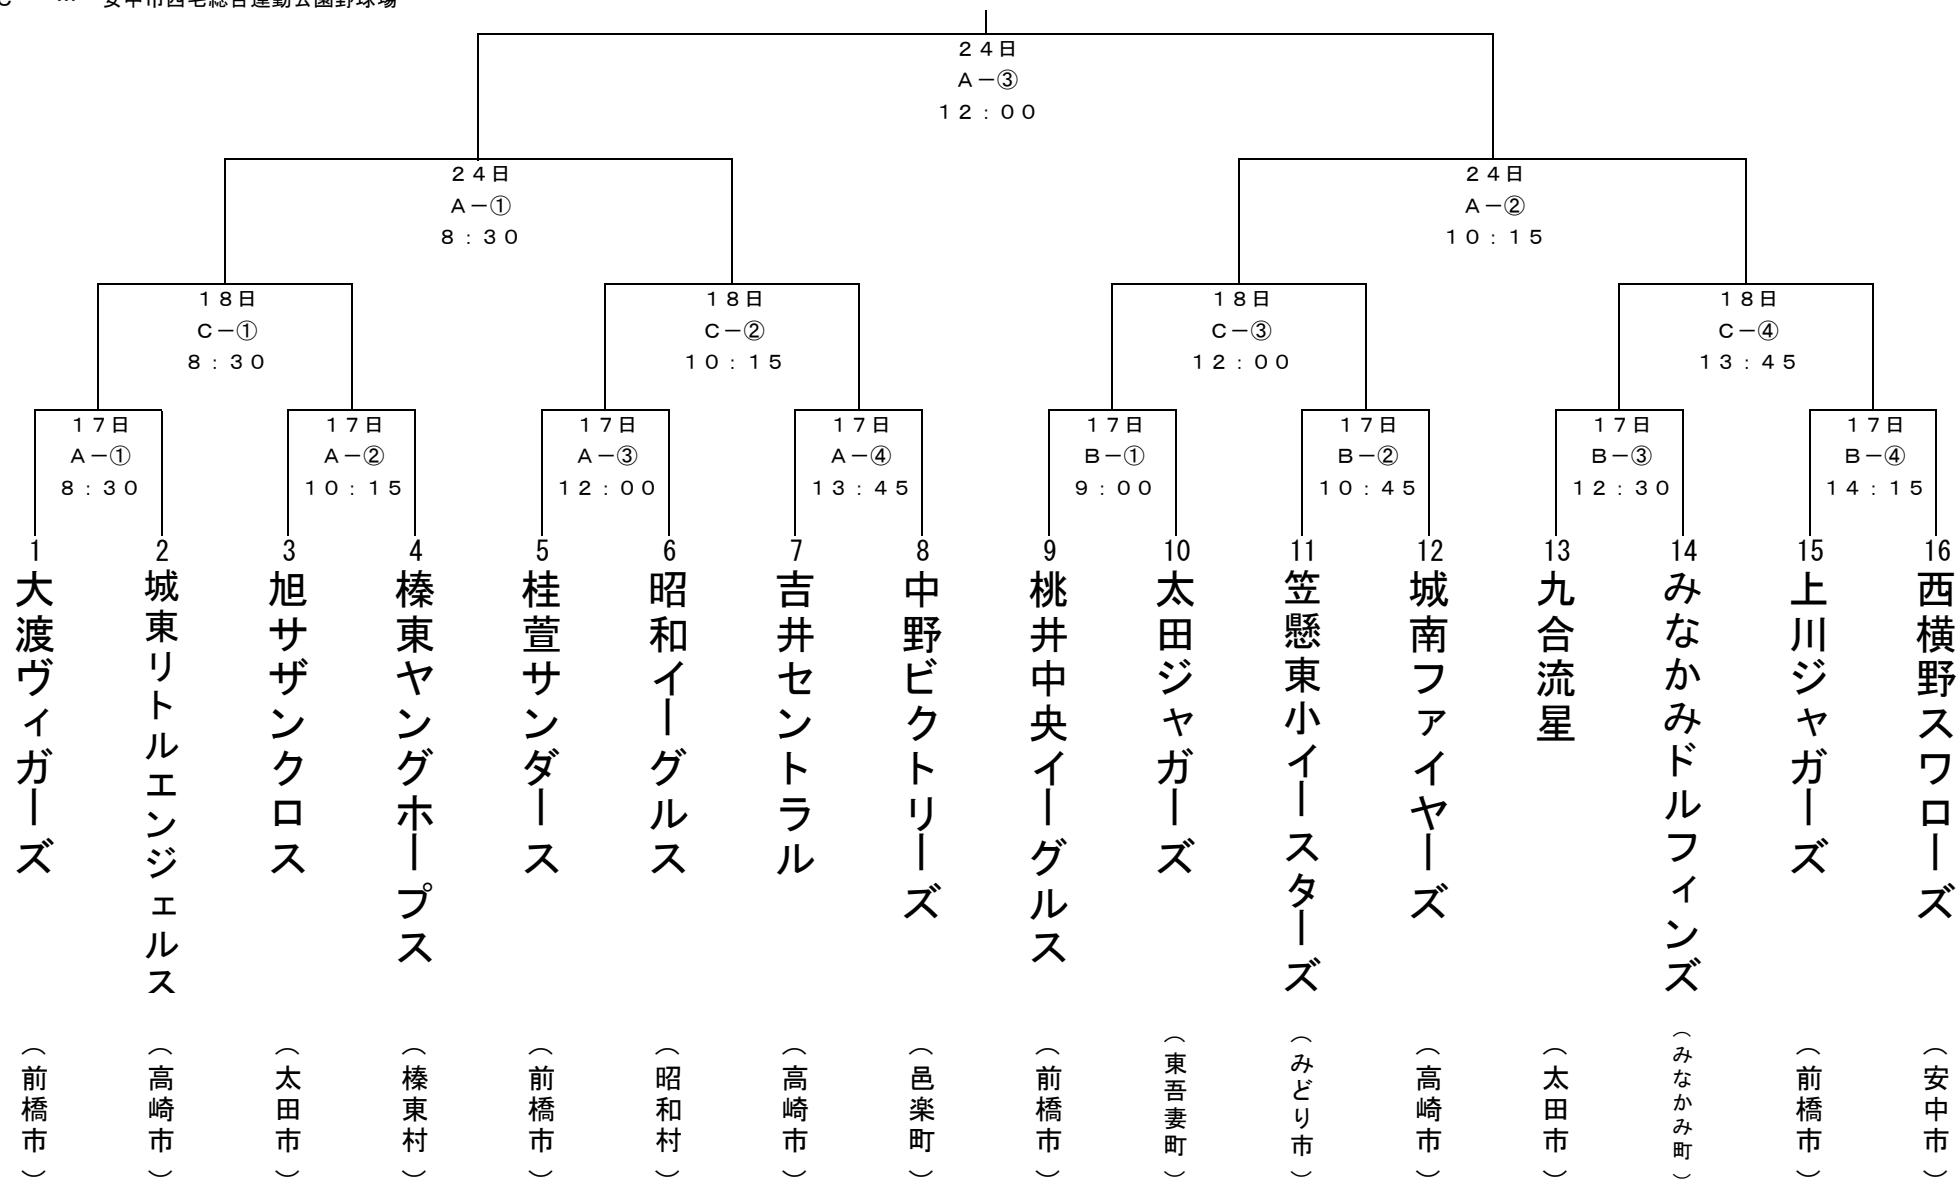 安中市西毛総合運動公園野球場
２４日
Ａ－③
１２：００
２４日
Ａ－①
８：３０
２４日
Ａ－②
１０：１５
１８日
Ｃ－①
８：３０
１８日
Ｃ－②
１０：１５
１８日
Ｃ－③
１２：００
１８日
Ｃ－④
１３：４５
１７日
Ａ－①
８：３０
１７日
Ａ－②
１０：１５
１７日
Ａ－③
１２：００
１７日
Ａ－④
１３：４５
１７日
Ｂ－①
９：００
１７日
Ｂ－②
１０：４５
１７日
Ｂ－③
１２：３０
１７日
Ｂ－④
１４：１５
1
大渡ヴィガーズ
（前橋市）
2
城東リトルエンジェルス
（高崎市）
3
旭サザンクロス
（太田市）
4
榛東ヤングホープス
（榛東村）
5
桂萱サンダース
（前橋市）
6
昭和イーグルス
（昭和村）
7
吉井セントラル
（高崎市）
8
中野ビクトリーズ
（邑楽町）
9
桃井中央イーグルス
（前橋市）
10
太田ジャガーズ
（東吾妻町）
11
笠懸東小イースターズ
（みどり市）
12
城南ファイヤーズ
（高崎市）
13
九合流星
（太田市）
14
みなかみドルフィンズ
（みなかみ町）
15
上川ジャガーズ
（前橋市）
16
西横野スワローズ
（安中市）